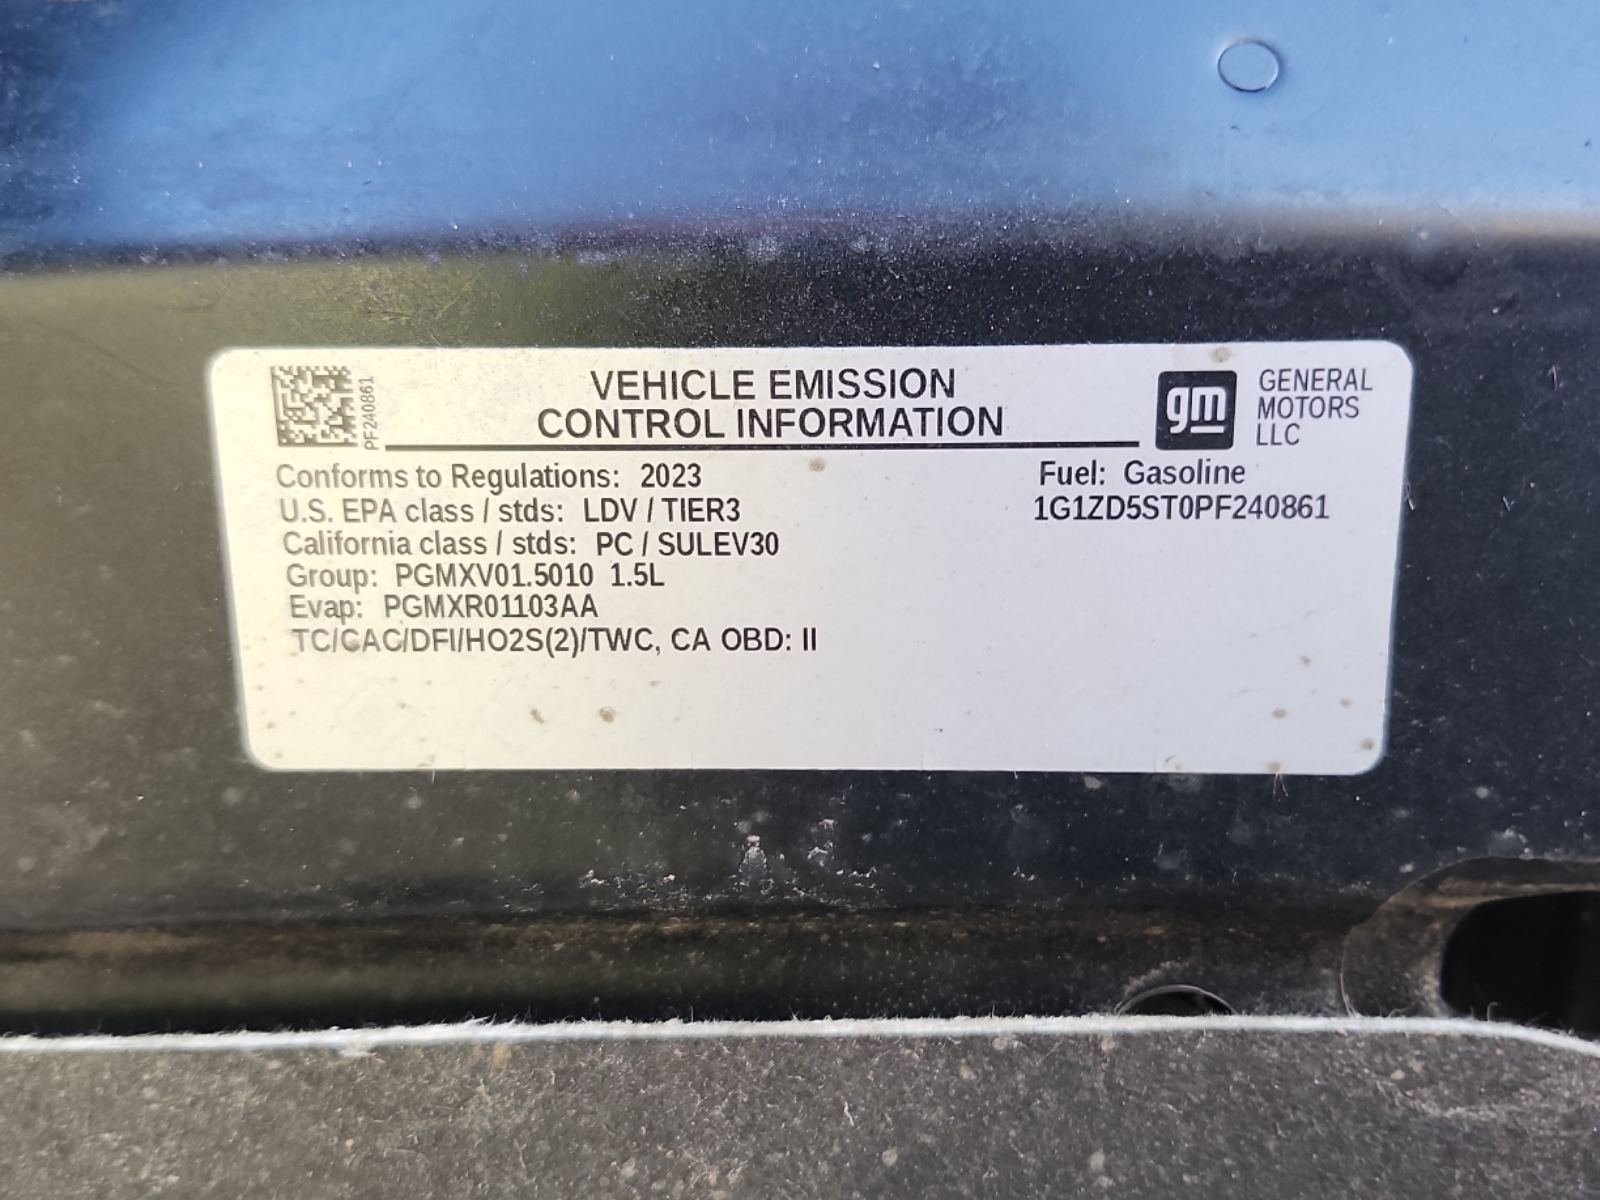 PF240861
VEHICLE EMISSION
CONTROL INFORMATION
gm
GENERAL
MOTORS
LLC
Conforms to Regulations: 2023
Fuel: Gasoline
U.S. EPA class / stds: LDV / TIER3
1G1ZD5ST0PF240861
California class / stds: PC / SULEV30
Group: PGMXV01.5010 1.5L
Evap: PGMXR01103AA
TC/CAC/DFI/HO2S(2)/TWC, CA OBD: II